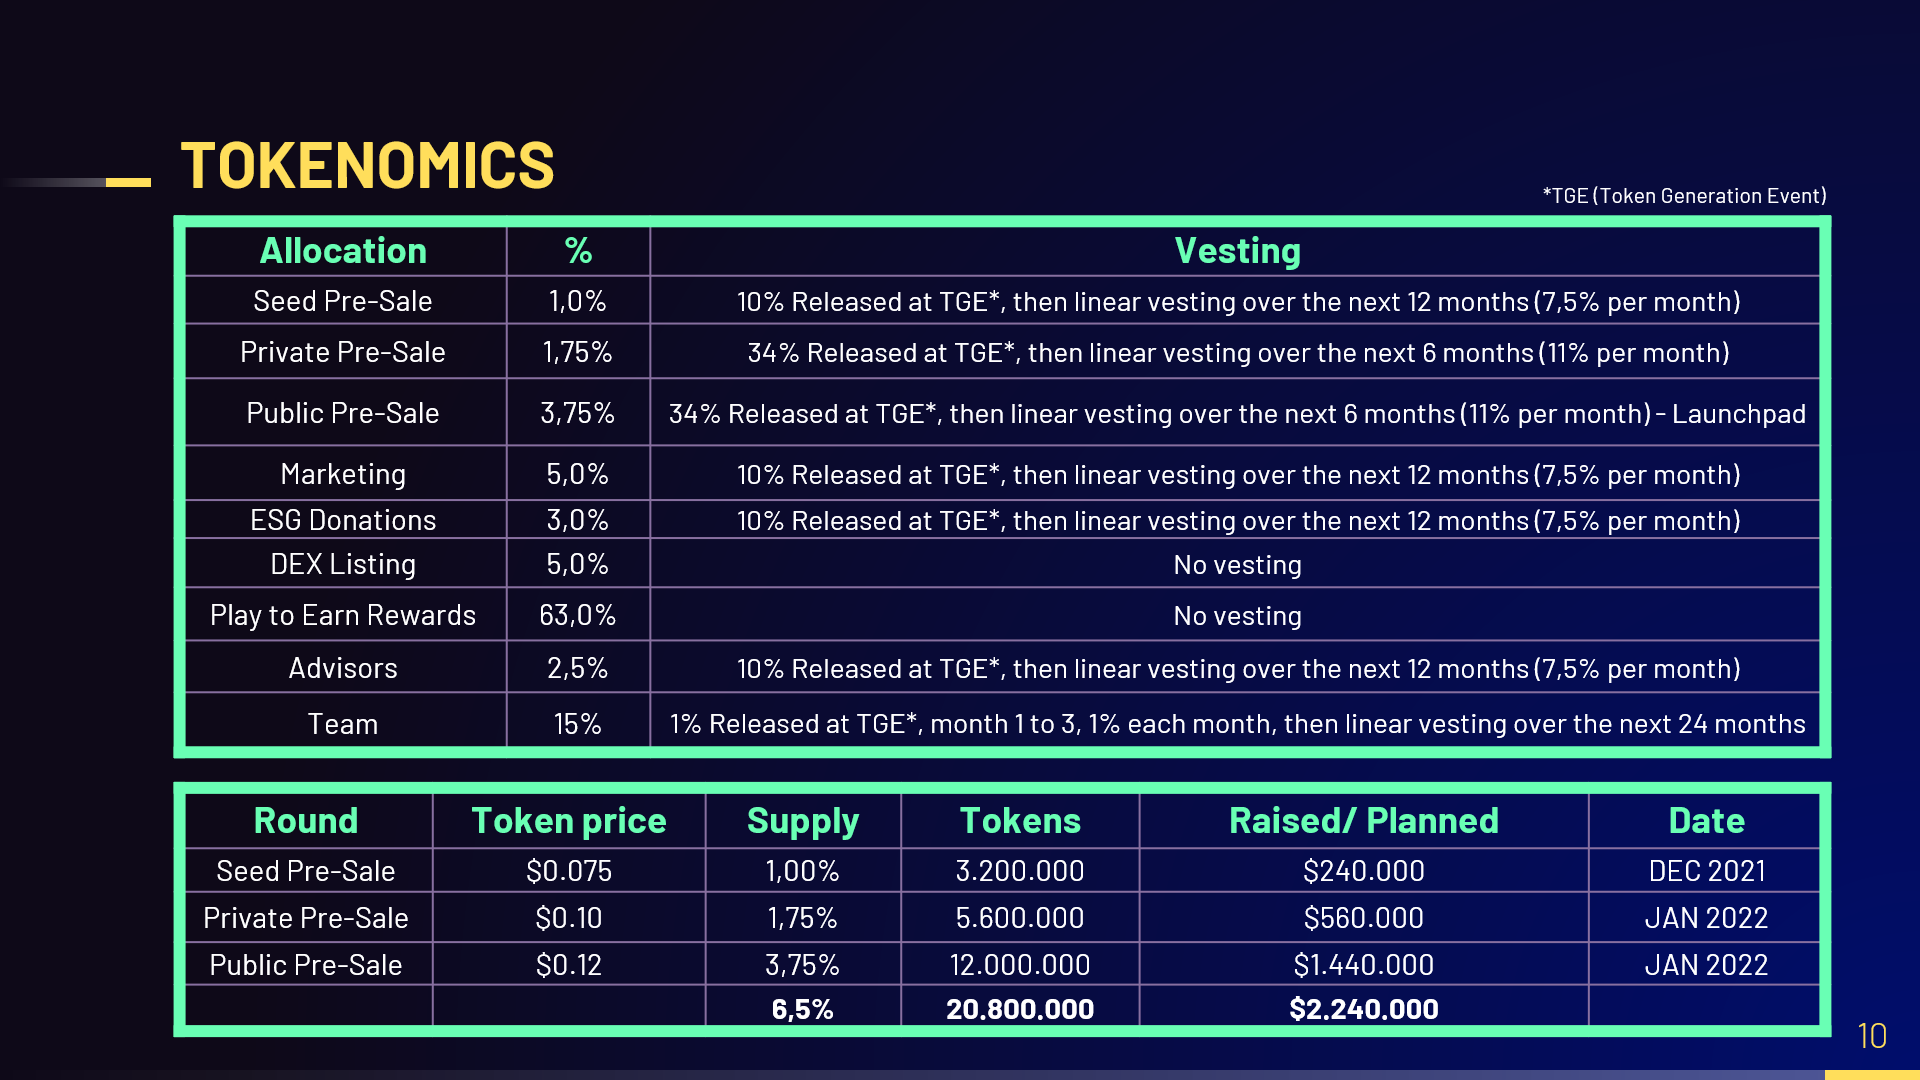 TOKENOMICS
*TGE (Token Generation Event)
Allocation % Vesting
Seed Pre-Sale 1,0% 10% Released at TGE*, then linear vesting over the next 12 months (7,5% per month)
Private Pre-Sale 1,75% 34% Released at TGE*, then linear vesting over the next 6 months (11% per month)
Public Pre-Sale 3,75% 34% Released at TGE*, then linear vesting over the next 6 months (11% per month) - Launchpad
Marketing 5,0% 10% Released at TGE*, then linear vesting over the next 12 months (7,5% per month)
ESG Donations 3,0% 10% Released at TGE*, then linear vesting over the next 12 months (7,5% per month)
DEX Listing 5,0% No vesting
Play to Earn Rewards 63,0% No vesting
Advisors 2,5% 10% Released at TGE*, then linear vesting over the next 12 months (7,5% per month)
Team 15% 1% Released at TGE*, month 1 to 3, 1% each month, then linear vesting over the next 24 months
Round Token price Supply Tokens Raised/ Planned Date
Seed Pre-Sale $0.075 1,00% 3.200.000 $240.000 DEC 2021
Private Pre-Sale $0.10 1,75% 5.600.000 $560.000 JAN 2022
Public Pre-Sale $0.12 3,75% 12.000.000 $1.440.000 JAN 2022
6,5% 20.800.000 $2.240.000
10